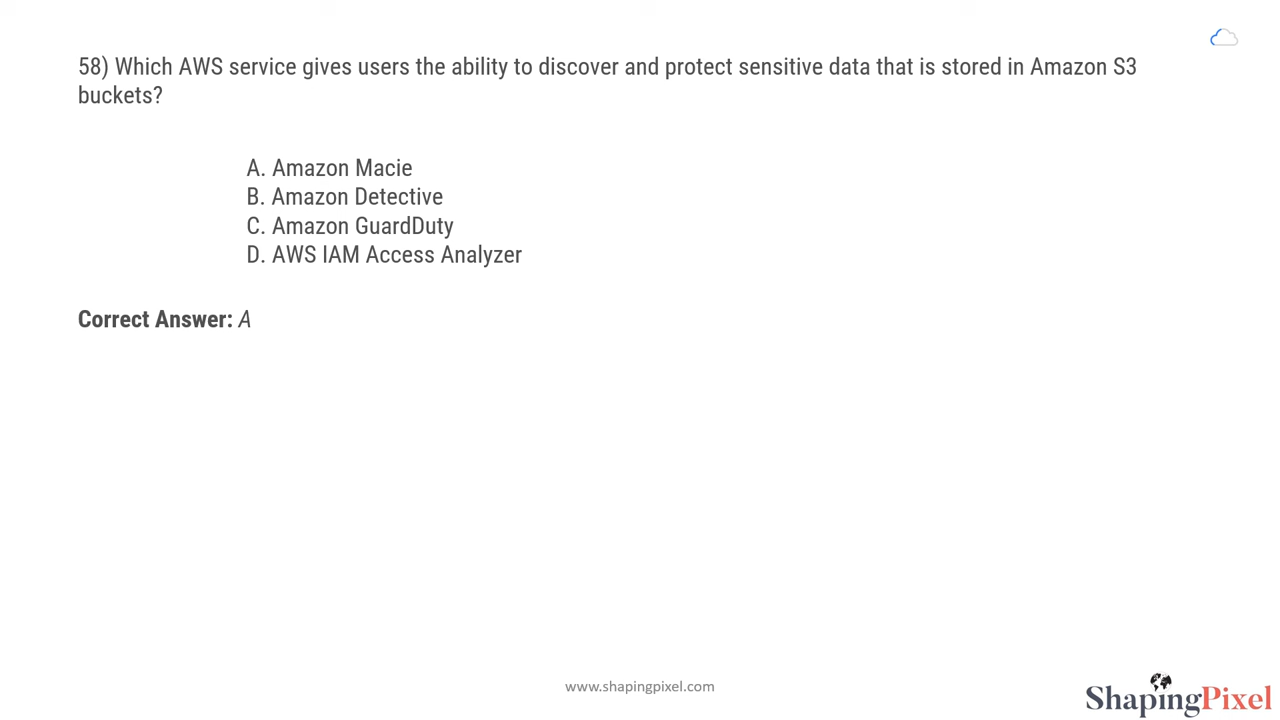 58) Which AWS service gives users the ability to discover and protect sensitive data that is stored in Amazon S3
buckets?
A. Amazon Macie
B. Amazon Detective
C. Amazon GuardDuty
D. AWS IAM Access Analyzer
Correct Answer: A
www.shapingpixel.com
ShapingPixel